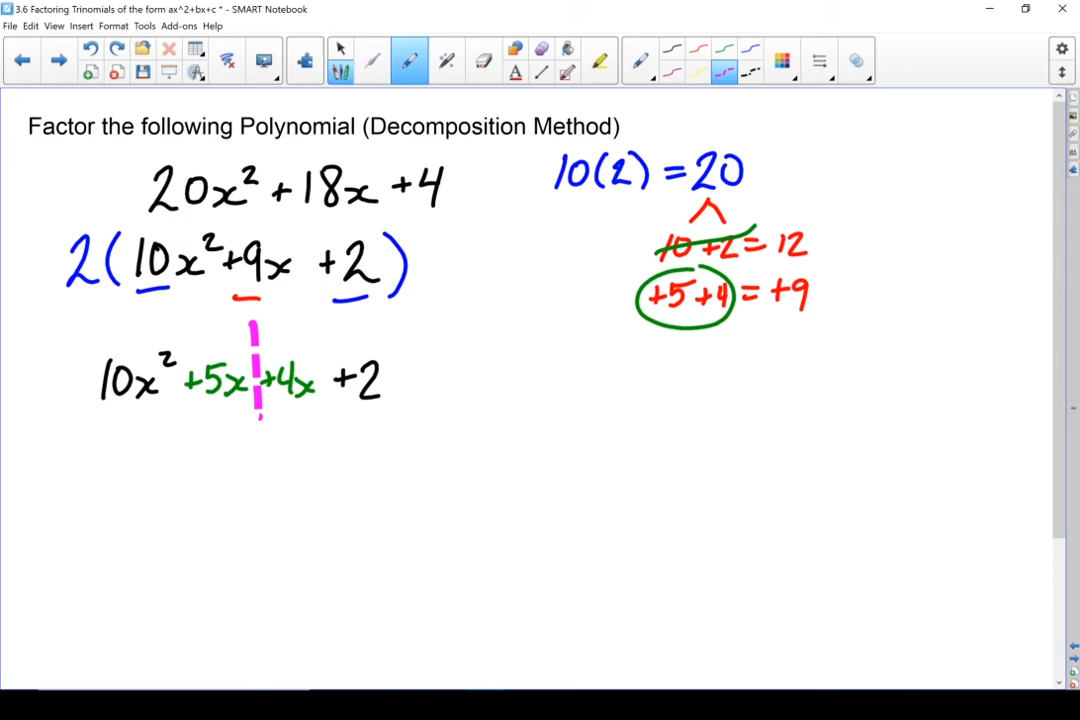 3.6 Factoring Trinomials of the form ax^2+bx+c * - SMART Notebook
File Edit View Insert Format Tools Add-ons Help
A
Factor the following Polynomial (Decomposition Method)
20x² + 18x + 4
10(2) = 20
10 + 2 = 12
2(10x² + 9x + 2)
+5 + 4 = +9
10x² + 5x + 4x + 2